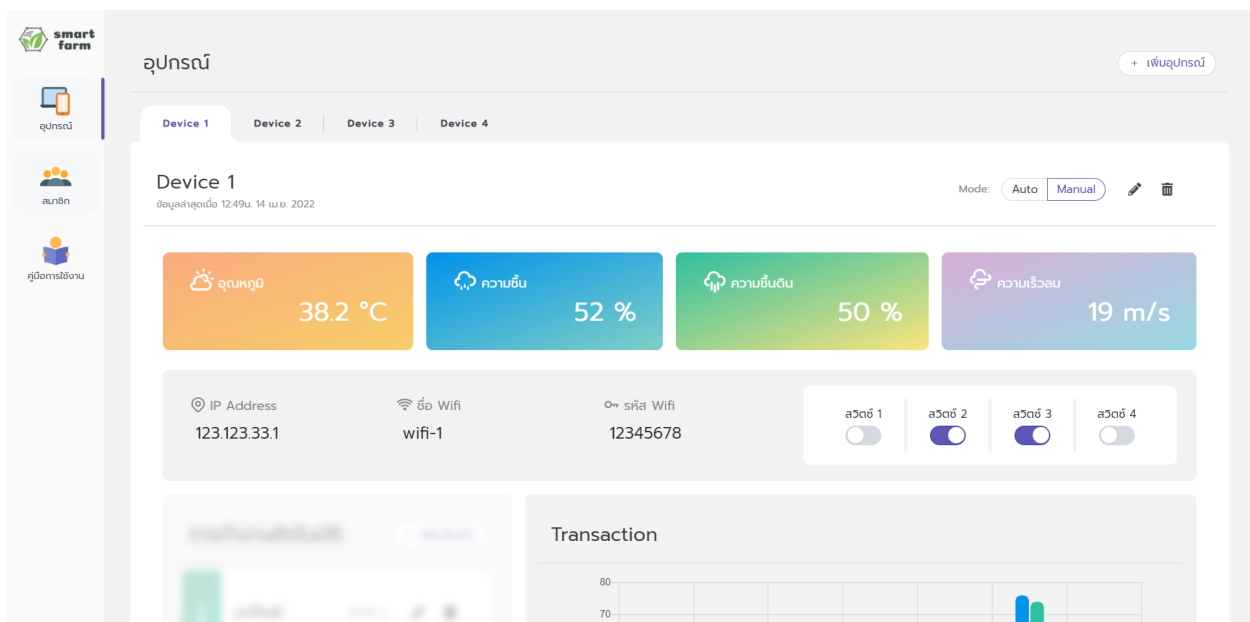 smart
farm
อุปกรณ์
+ เพิ่มอุปกรณ์
อุปกรณ์
สมาชิก
คู่มือการใช้งาน
Device 1
Device 2
Device 3
Device 4
Device 1
ข้อมูลล่าสุดเมื่อ 12:49น. 14 เม.ย. 2022
Mode: Auto Manual
อุณหภูมิ
38.2 °C
ความชื้น
52 %
ความชื้นดิน
50 %
ความเร็วลม
19 m/s
IP Address
123.123.33.1
ชื่อ Wifi
wifi-1
รหัส Wifi
12345678
สวิตช์ 1
สวิตช์ 2
สวิตช์ 3
สวิตช์ 4
Transaction
80
70